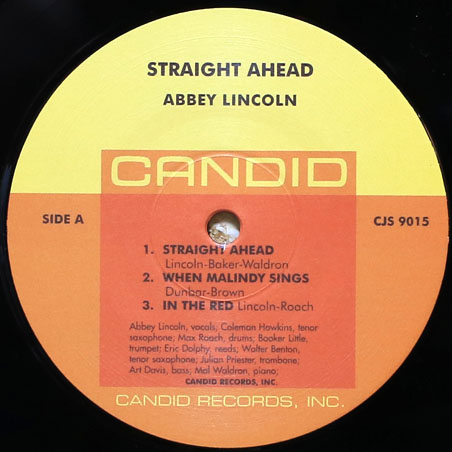 STRAIGHT AHEAD
ABBEY LINCOLN
CANDID
SIDE A
CJS 9015
1. STRAIGHT AHEAD
Lincoln-Baker-Waldron
2. WHEN MALINDY SINGS
Dunbar-Brown
3. IN THE RED Lincoln-Roach
Abbey Lincoln, vocals, Coleman Hawkins, tenor
saxophone; Max Roach, drums; Booker Little,
trumpet; Eric Dolphy, reeds; Walter Benton,
tenor saxophone; Julian Priester, trombone;
Art Davis, bass, Mal Waldron, piano;
CANDID RECORDS, INC.
CANDID RECORDS, INC.